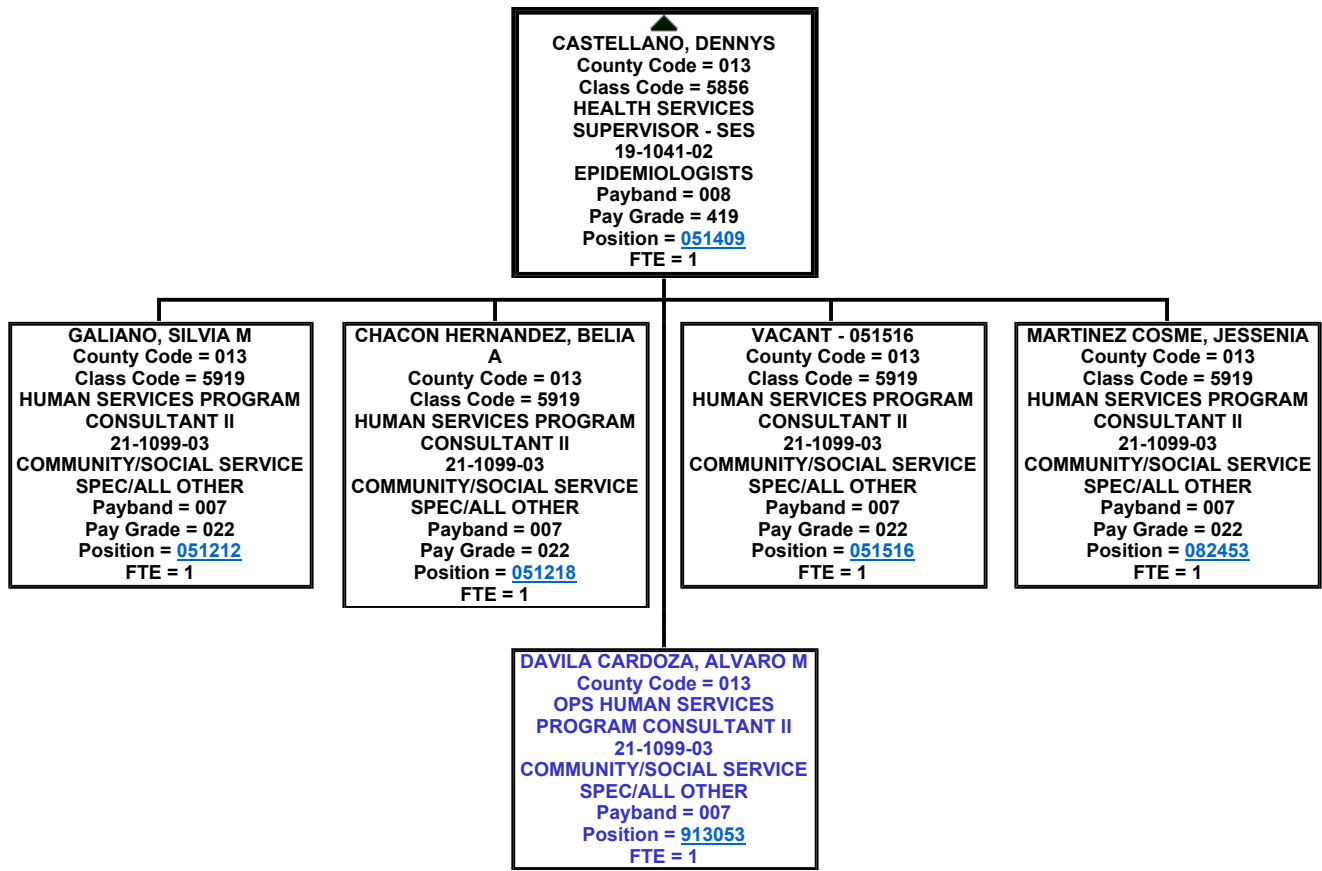 CASTELLANO, DENNYS
County Code = 013
Class Code = 5856
HEALTH SERVICES
SUPERVISOR - SES
19-1041-02
EPIDEMIOLOGISTS
Payband = 008
Pay Grade = 419
Position = 051409
FTE = 1
GALIANO, SILVIA M
County Code = 013
Class Code = 5919
HUMAN SERVICES PROGRAM
CONSULTANT II
21-1099-03
COMMUNITY/SOCIAL SERVICE
SPEC/ALL OTHER
Payband = 007
Pay Grade = 022
Position = 051212
FTE = 1
CHACON HERNANDEZ, BELIA
A
County Code = 013
Class Code = 5919
HUMAN SERVICES PROGRAM
CONSULTANT II
21-1099-03
COMMUNITY/SOCIAL SERVICE
SPEC/ALL OTHER
Payband = 007
Pay Grade = 022
Position = 051218
FTE = 1
VACANT - 051516
County Code = 013
Class Code = 5919
HUMAN SERVICES PROGRAM
CONSULTANT II
21-1099-03
COMMUNITY/SOCIAL SERVICE
SPEC/ALL OTHER
Payband = 007
Pay Grade = 022
Position = 051516
FTE = 1
MARTINEZ COSME, JESSENIA
County Code = 013
Class Code = 5919
HUMAN SERVICES PROGRAM
CONSULTANT II
21-1099-03
COMMUNITY/SOCIAL SERVICE
SPEC/ALL OTHER
Payband = 007
Pay Grade = 022
Position = 082453
FTE = 1
DAVILA CARDOZA, ALVARO M
County Code = 013
OPS HUMAN SERVICES
PROGRAM CONSULTANT II
21-1099-03
COMMUNITY/SOCIAL SERVICE
SPEC/ALL OTHER
Payband = 007
Position = 913053
FTE = 1